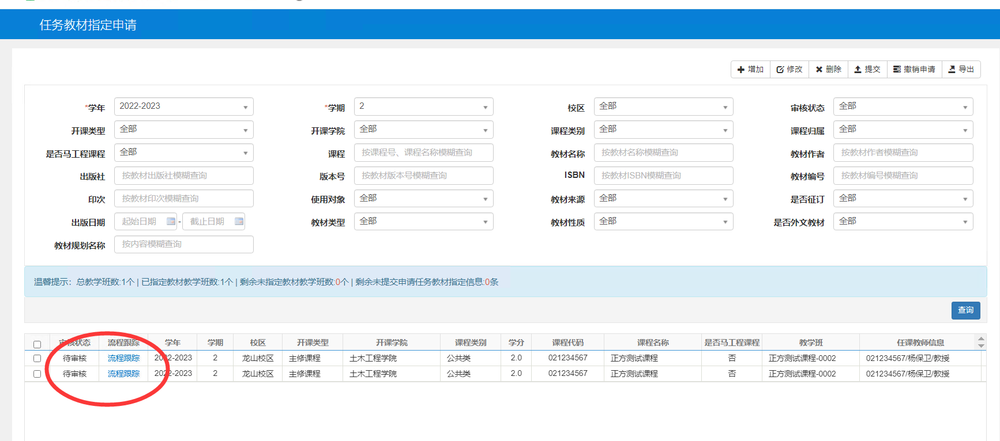 任务教材指定申请
增加 修改 删除 提交 撤销申请 导出
*学年 2022-2023 *学期 2 校区 全部 审核状态 全部
开课类型 全部 开课学院 全部 课程类别 全部 课程归属 全部
是否马工程课程 全部 课程 按课程号、课程名称模糊查询 教材名称 按教材名称模糊查询 教材作者 按教材作者模糊查询
出版社 按教材出版社模糊查询 版本号 按教材版本号模糊查询 ISBN 按教材ISBN模糊查询 教材编号 按教材编号模糊查询
印次 按教材印次模糊查询 使用对象 全部 教材来源 全部 是否征订 全部
出版日期 起始日期 - 截止日期 教材类型 全部 教材性质 全部 是否外文教材 全部
教材规划名称 按内容模糊查询
温馨提示：总教学班数:1个 | 已指定教材教学班数:1个 | 剩余未指定教材教学班数:0个 | 剩余未提交申请任务教材指定信息:0条
查询
审核状态 流程跟踪 学年 学期 校区 开课类型 开课学院 课程类别 学分 课程代码 课程名称 是否马工程课程 教学班 任课教师信息
待审核 流程跟踪 2022-2023 2 龙山校区 主修课程 土木工程学院 公共类 2.0 021234567 正方测试课程 否 正方测试课程-0002 021234567/杨保卫/教授
待审核 流程跟踪 2022-2023 2 龙山校区 主修课程 土木工程学院 公共类 2.0 021234567 正方测试课程 否 正方测试课程-0002 021234567/杨保卫/教授